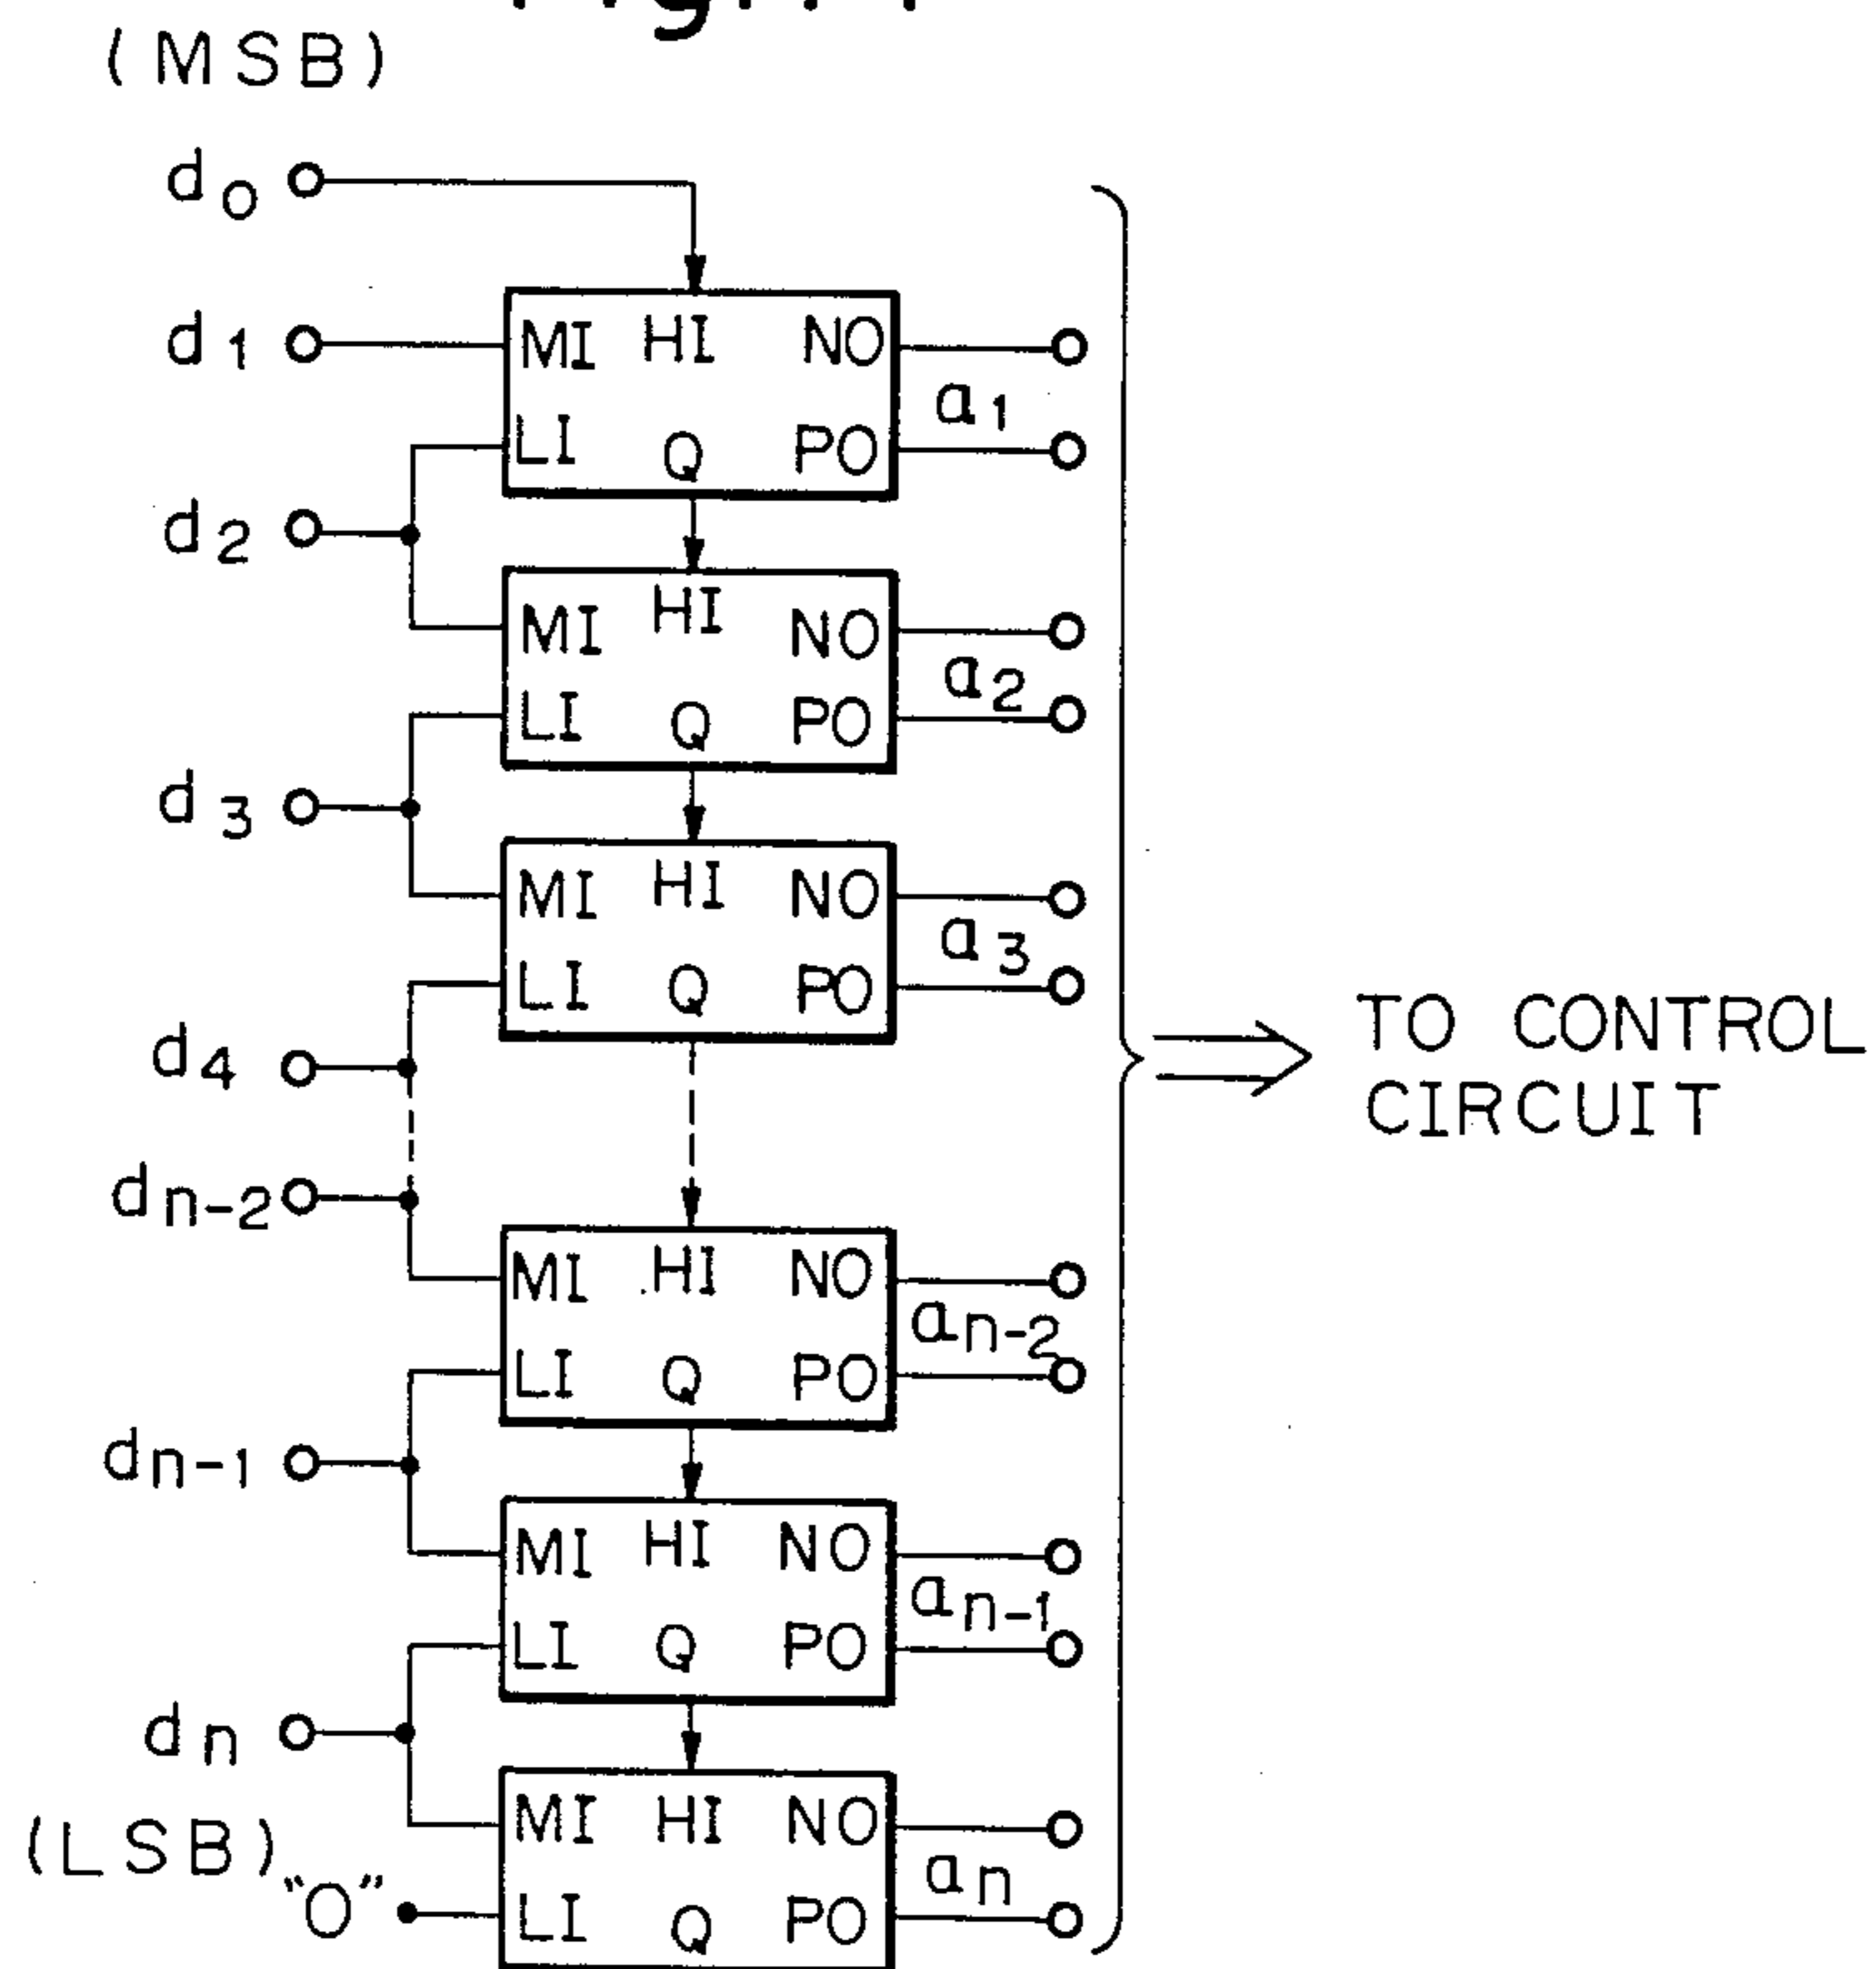 (MSB)
d0
d1
MI HI NO
a1
LI Q PO
d2
MI HI NO
a2
LI Q PO
d3
MI HI NO
a3
LI Q PO
d4
TO CONTROL
CIRCUIT
dn-2
MI HI NO
an-2
LI Q PO
dn-1
MI HI NO
an-1
LI Q PO
dn
MI HI NO
(LSB)
an
"0"
LI Q PO